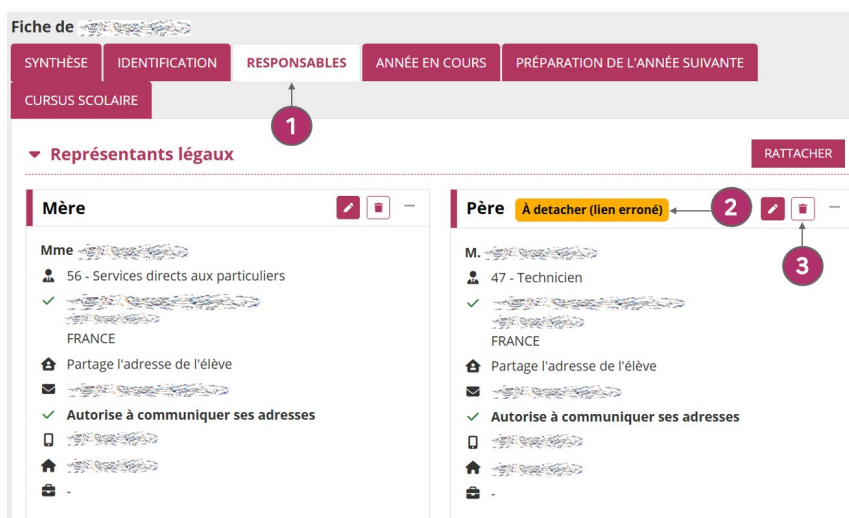 Fiche de
SYNTHÈSE IDENTIFICATION RESPONSABLES ANNÉE EN COURS PRÉPARATION DE L'ANNÉE SUIVANTE
CURSUS SCOLAIRE
1
Représentants légaux RATTACHER
Mère
Mme
56 - Services directs aux particuliers
FRANCE
Partage l'adresse de l'élève
Autorise à communiquer ses adresses
-
Père À detacher (lien erroné) 2
3
M.
47 - Technicien
FRANCE
Partage l'adresse de l'élève
Autorise à communiquer ses adresses
-